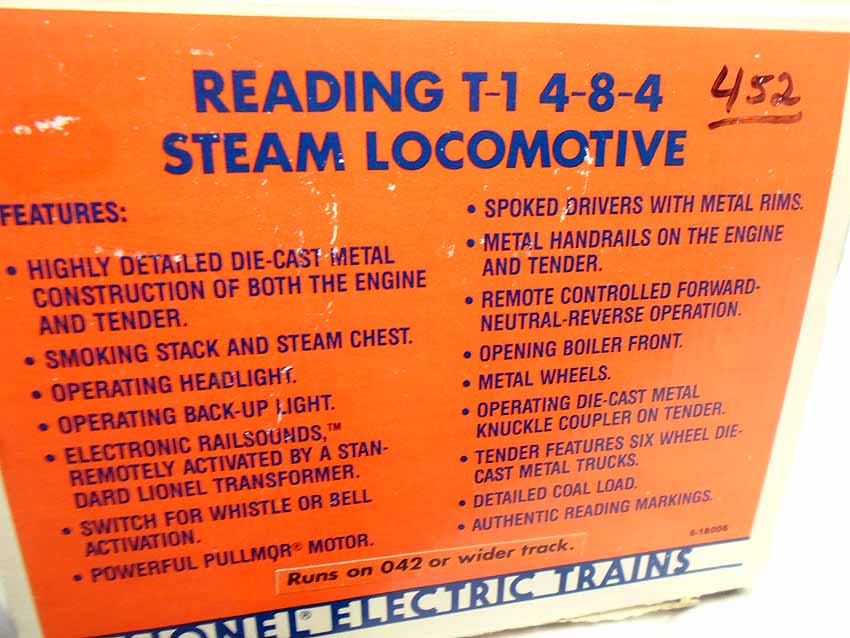 READING T-1 4-8-4
STEAM LOCOMOTIVE
452
FEATURES:
• HIGHLY DETAILED DIE-CAST METAL
CONSTRUCTION OF BOTH THE ENGINE
AND TENDER.
• SMOKING STACK AND STEAM CHEST.
• OPERATING HEADLIGHT.
• OPERATING BACK-UP LIGHT.
• ELECTRONIC RAILSOUNDS,™
REMOTELY ACTIVATED BY A STAN-
DARD LIONEL TRANSFORMER.
• SWITCH FOR WHISTLE OR BELL
ACTIVATION.
• POWERFUL PULLMOR® MOTOR.
• SPOKED DRIVERS WITH METAL RIMS.
• METAL HANDRAILS ON THE ENGINE
AND TENDER.
• REMOTE CONTROLLED FORWARD-
NEUTRAL-REVERSE OPERATION.
• OPENING BOILER FRONT.
• METAL WHEELS.
• OPERATING DIE-CAST METAL
KNUCKLE COUPLER ON TENDER.
• TENDER FEATURES SIX WHEEL DIE-
CAST METAL TRUCKS.
• DETAILED COAL LOAD.
• AUTHENTIC READING MARKINGS.
6-18006
Runs on 042 or wider track.
LIONEL® ELECTRIC TRAINS